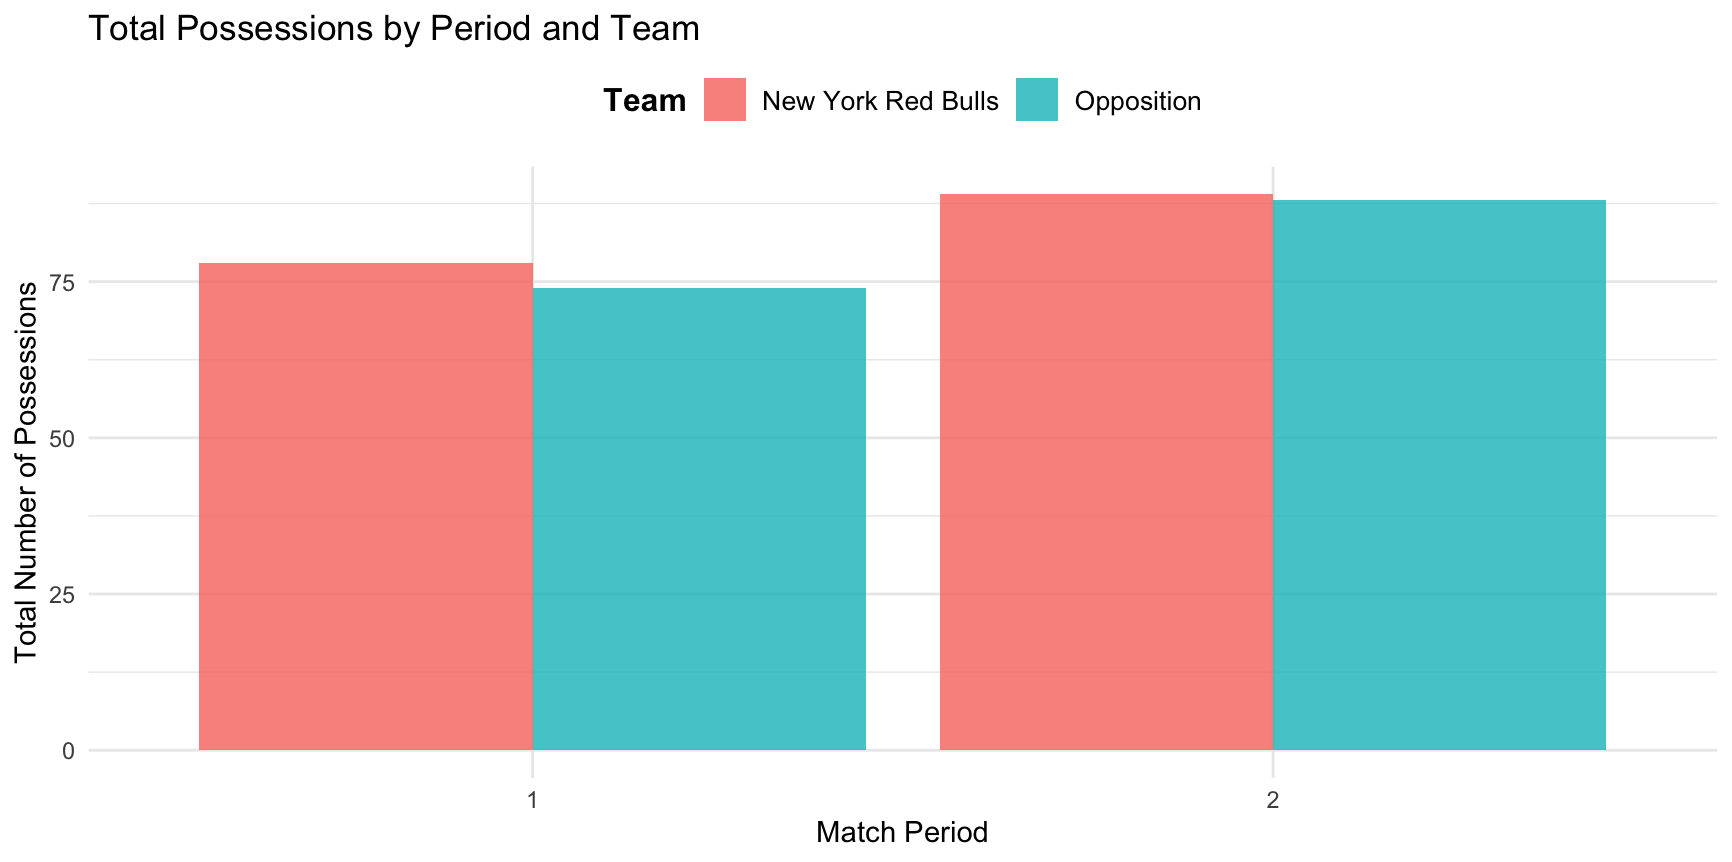 Total Possessions by Period and Team
Team New York Red Bulls Opposition
Total Number of Possessions
75
50
25
0
1 2
Match Period